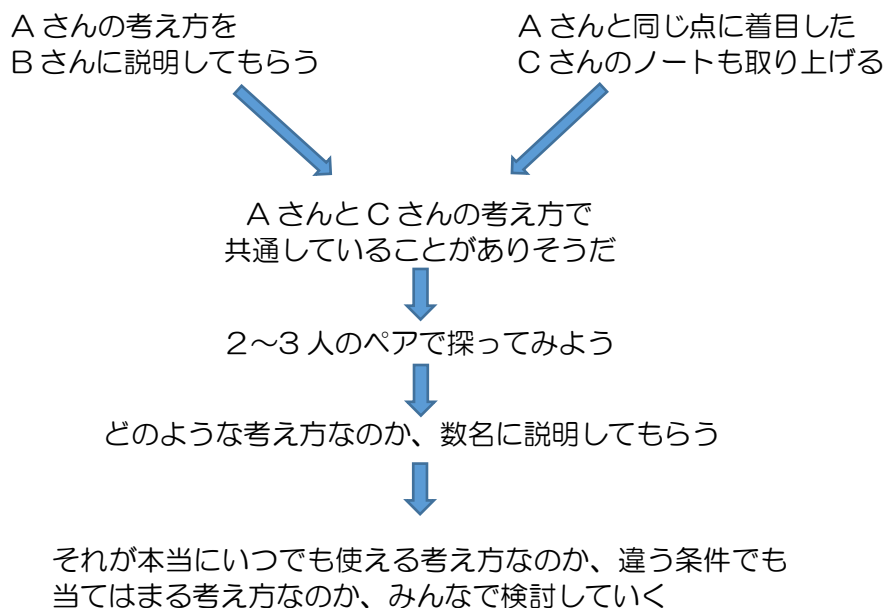 Aさんの考え方を
Bさんに説明してもらう
Aさんと同じ点に着目した
Cさんのノートも取り上げる
AさんとCさんの考え方で
共通していることがありそうだ
2～3人のペアで探ってみよう
どのような考え方なのか、数名に説明してもらう
それが本当にいつでも使える考え方なのか、違う条件でも
当てはまる考え方なのか、みんなで検討していく